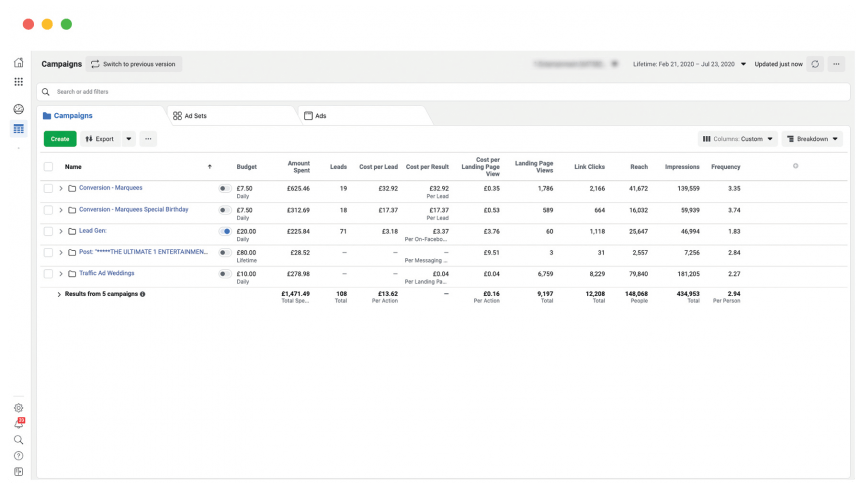 Campaigns Switch to previous version Lifetime: Feb 21, 2020 – Jul 23, 2020 Updated just now
Search or add filters
Campaigns Ad Sets Ads
Create Export Columns: Custom Breakdown
Name Budget Amount Spent Leads Cost per Lead Cost per Result Cost per Landing Page View Landing Page Views Link Clicks Reach Impressions Frequency
Conversion - Marquees £7.50 £625.46 19 £32.92 £32.92 £0.35 1,786 2,166 41,672 139,559 3.35
Daily Per Lead
Conversion - Marquees Special Birthday £7.50 £312.69 18 £17.37 £17.37 £0.53 589 664 16,032 59,939 3.74
Daily Per Lead
Lead Gen: £20.00 £225.84 71 £3.18 £3.37 £3.76 60 1,118 25,647 46,994 1.83
Daily Per On-Facebo...
Post: "*****THE ULTIMATE 1 ENTERTAINMEN... £80.00 £28.52 – – – £9.51 3 31 2,557 7,256 2.84
Lifetime Per Messaging ...
Traffic Ad Weddings £10.00 £278.98 – – £0.04 £0.04 6,759 8,229 79,840 181,205 2.27
Daily Per Landing Pa...
Results from 5 campaigns £1,471.49 108 £13.62 – £0.16 9,197 12,208 148,068 434,953 2.94
Total Spe... Total Per Action Per Action Total Total People Total Per Person